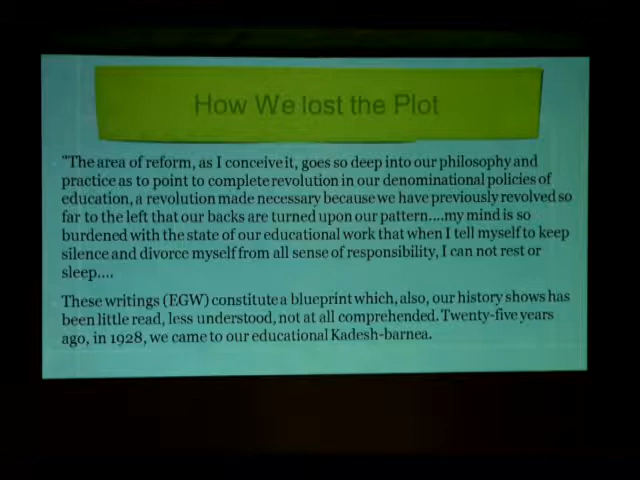 How We lost the Plot
"The area of reform, as I conceive it, goes so deep into our philosophy and
practice as to point to complete revolution in our denominational policies of
education, a revolution made necessary because we have previously revolved so
far to the left that our backs are turned upon our pattern....my mind is so
burdened with the state of our educational work that when I tell myself to keep
silence and divorce myself from all sense of responsibility, I can not rest or
sleep....
These writings (EGW) constitute a blueprint which, also, our history shows has
been little read, less understood, not at all comprehended. Twenty-five years
ago, in 1928, we came to our educational Kadesh-barnea.